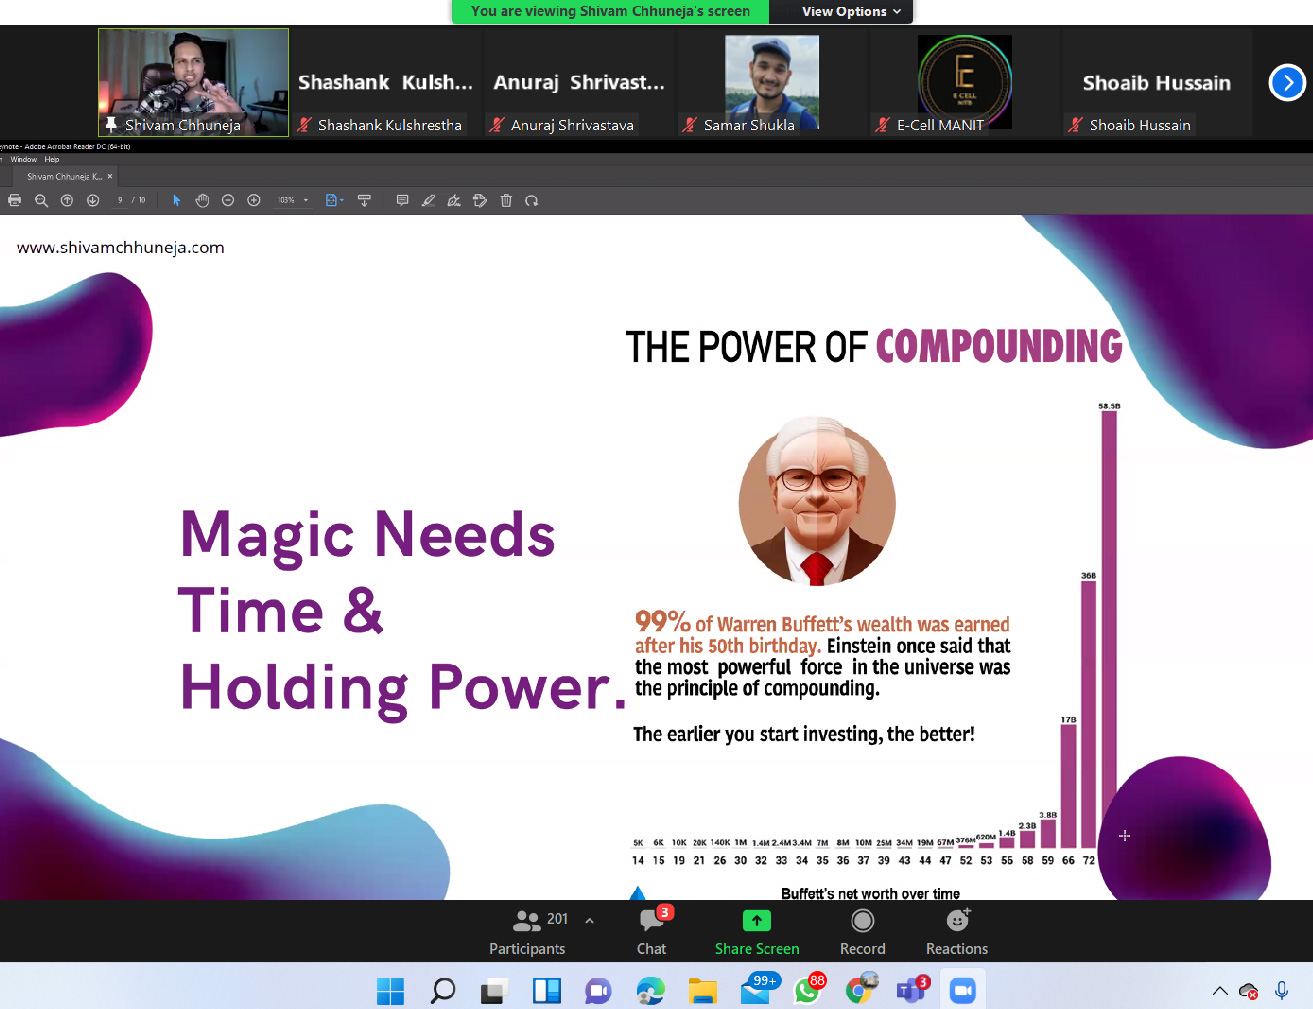 You are viewing Shivam Chhuneja's screen
View Options
Shashank Kulsh...
Anuraj Shrivast...
Shoaib Hussain
E CELL
NITB
Shivam Chhuneja
Shashank Kulshrestha
Anuraj Shrivastava
Samar Shukla
E-Cell MANIT
Shoaib Hussain
eynote - Adobe Acrobat Reader DC (64-bit)
Window Help
Shivam Chhuneja K...
9 / 10
103%
www.shivamchhuneja.com
THE POWER OF COMPOUNDING
Magic Needs
Time &
Holding Power.
99% of Warren Buffett's wealth was earned
after his 50th birthday. Einstein once said that
the most powerful force in the universe was
the principle of compounding.
The earlier you start investing, the better!
58.5B
36B
17B
3.8B
2.3B
1.4B
5K 6K 10K 20K 140K 1M 1.4M 2.4M 3.4M 7M 8M 10M 25M 34M 19M 67M 376M 620M
14 15 19 21 26 30 32 33 34 35 36 37 39 43 44 47 52 53 56 58 59 66 72
Buffett's net worth over time
201
3
Participants
Chat
Share Screen
Record
Reactions
99+
88
3